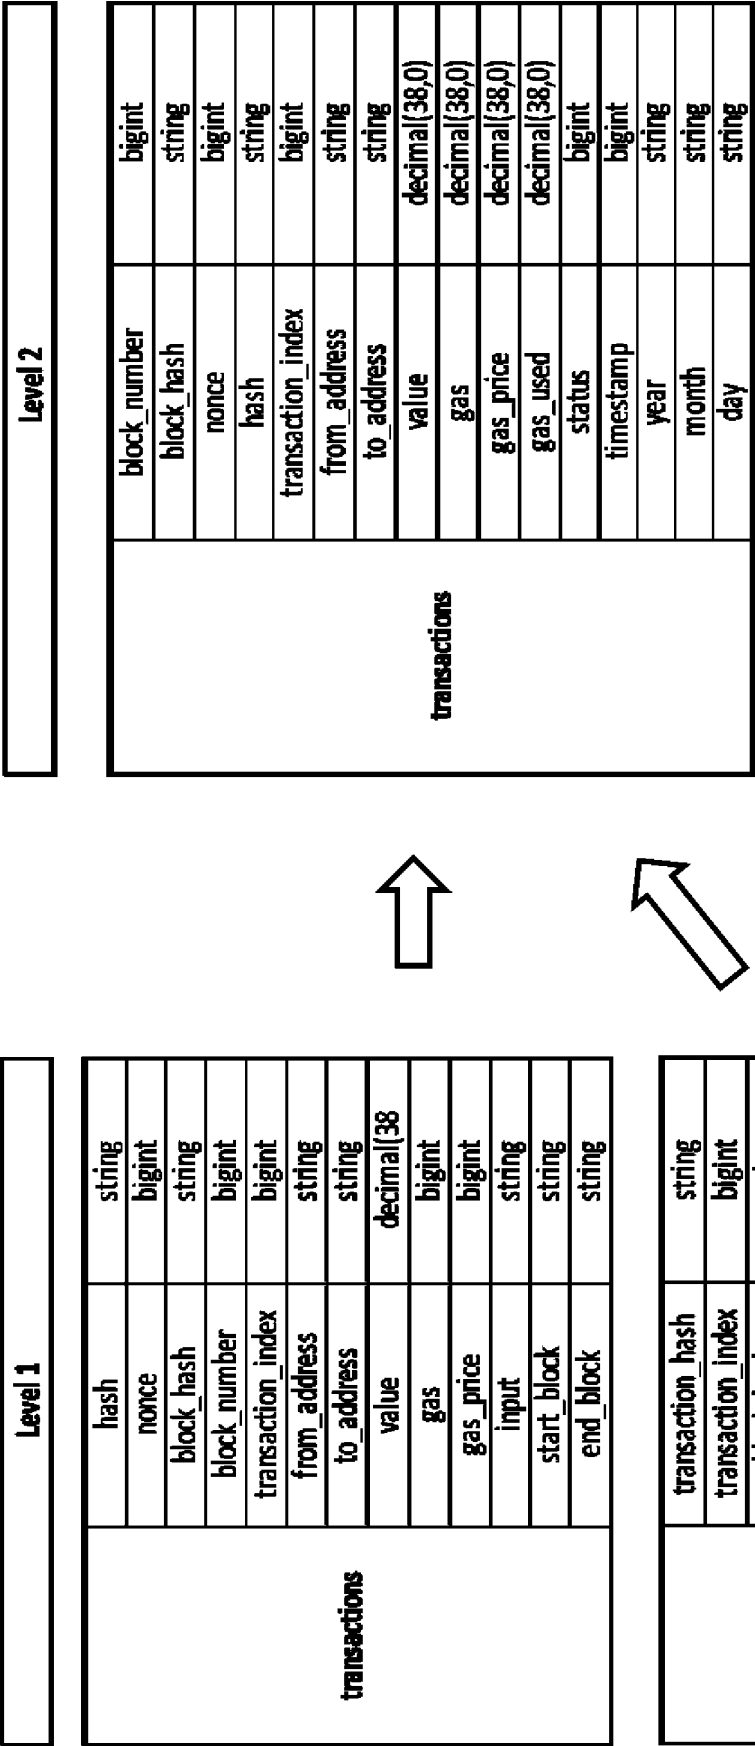 Level 1
transactions
hash string
nonce bigint
block_hash string
block_number bigint
transaction_index bigint
from_address string
to_address string
value decimal(38
gas bigint
gas_price bigint
input string
start_block string
end_block string
transaction_hash string
transaction_index bigint
Level 2
transactions
block_number bigint
block_hash string
nonce bigint
hash string
transaction_index bigint
from_address string
to_address string
value decimal(38,0)
gas decimal(38,0)
gas_price decimal(38,0)
gas_used decimal(38,0)
status bigint
timestamp bigint
year string
month string
day string